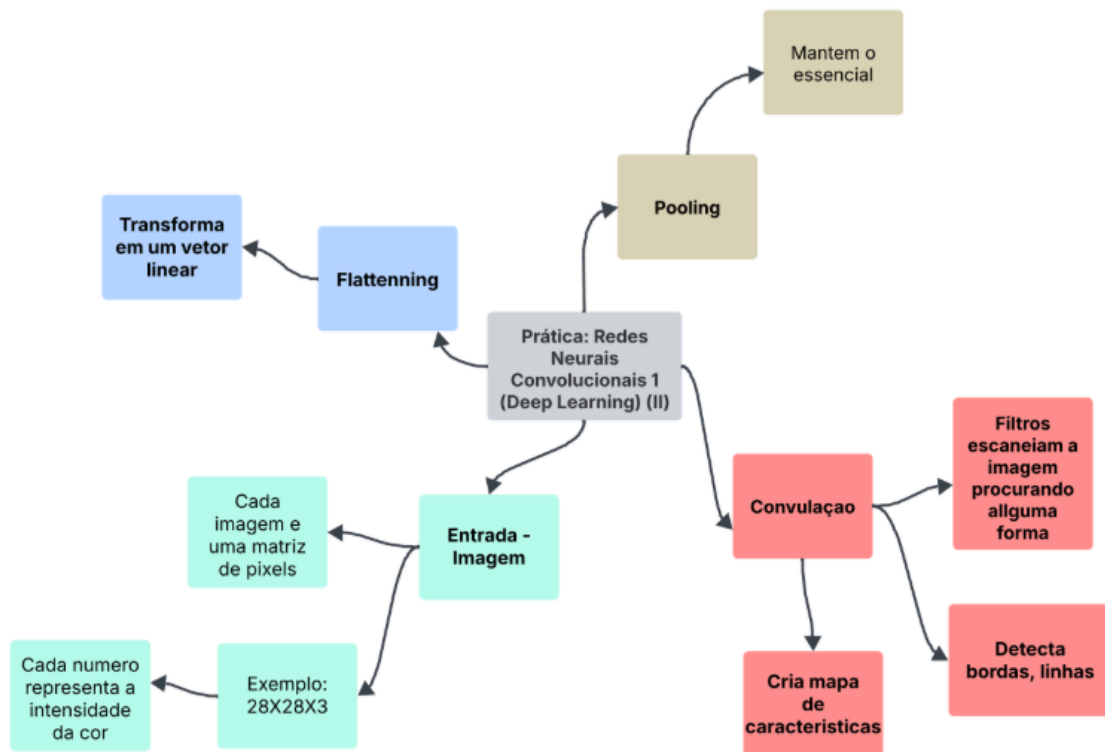 Mantem o
essencial
Pooling
Transforma
em um vetor
linear
Flattenning
Prática: Redes
Neurais
Convolucionais 1
(Deep Learning) (II)
Filtros
escaneiam a
imagem
procurando
allguma
forma
Convulaçao
Cada
imagem e
uma matriz
de pixels
Entrada -
Imagem
Detecta
bordas, linhas
Cada numero
representa a
intensidade
da cor
Exemplo:
28X28X3
Cria mapa
de
caracteristicas